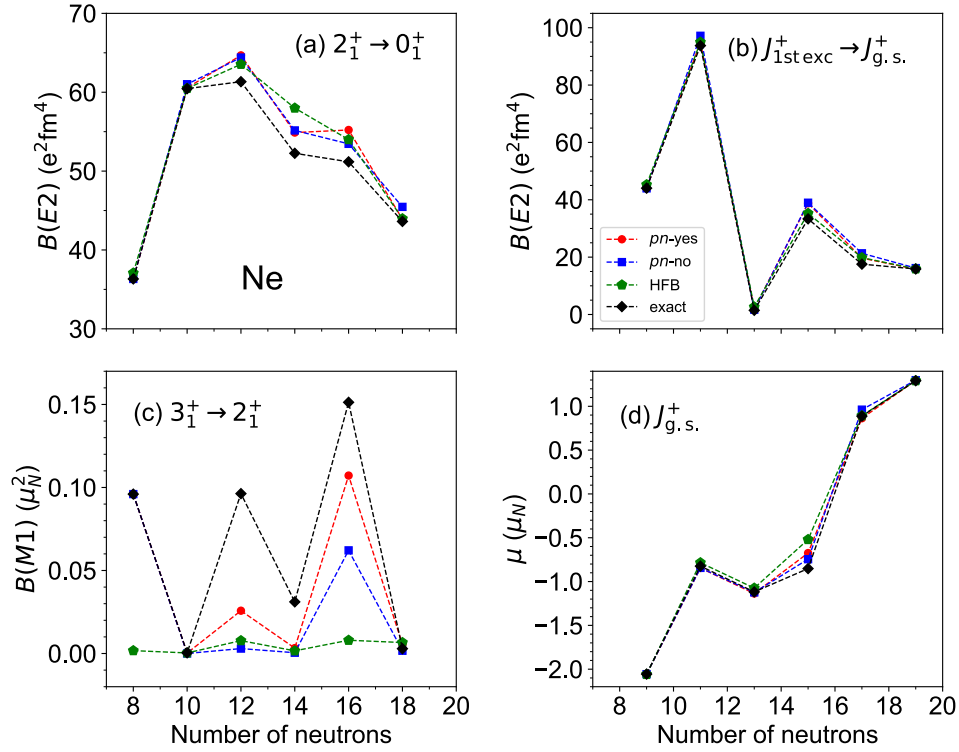 (a) 2₁⁺ → 0₁⁺
B(E2) (e²fm⁴)
70
60
50
40
30
Ne
(b) J⁺₁ₛₜ ₑₓc → J⁺g.s.
B(E2) (e²fm⁴)
100
80
60
40
20
0
pn-yes
pn-no
HFB
exact
(c) 3₁⁺ → 2₁⁺
B(M1) (μ²N)
0.15
0.10
0.05
0.00
8 10 12 14 16 18 20
Number of neutrons
(d) J⁺g.s.
μ (μN)
1.0
0.5
0.0
−0.5
−1.0
−1.5
−2.0
8 10 12 14 16 18 20
Number of neutrons